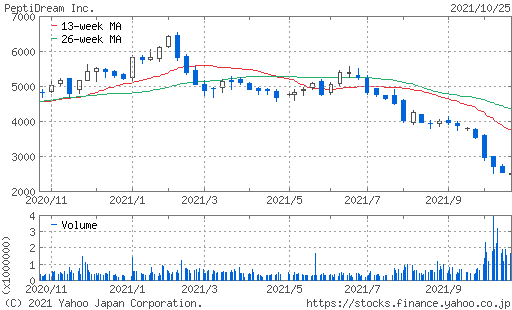 PeptiDream Inc. 2021/10/25
7000
13-week MA
26-week MA
6000
5000
4000
3000
2000
2020/11 2021/1 2021/3 2021/5 2021/7 2021/9
4
Volume
3
2
1
0
(x1000000)
2020/11 2021/1 2021/3 2021/5 2021/7 2021/9
(C) 2021 Yahoo Japan Corporation. https://stocks.finance.yahoo.co.jp/